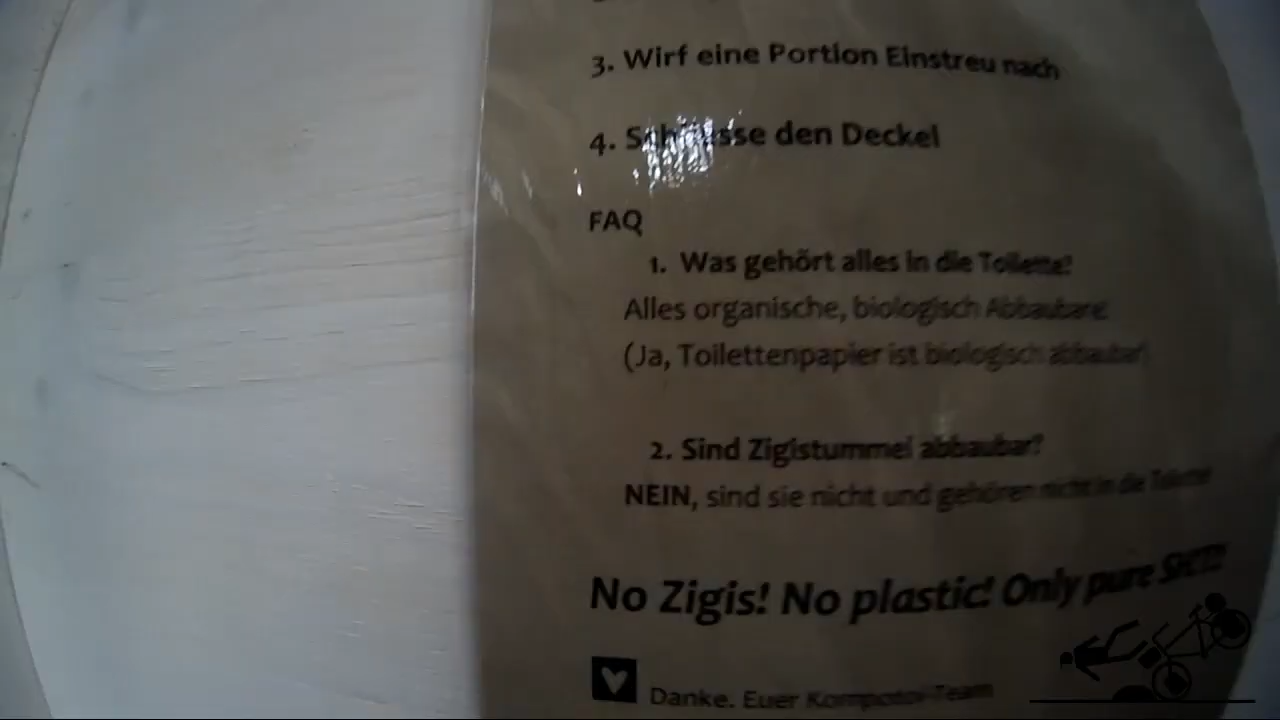 3. Wirf eine Portion Einstreu nach
4. Schliesse den Deckel
FAQ
1. Was gehört alles in die Toilette?
Alles organische, biologisch Abbaubare.
(Ja, Toilettenpapier ist biologisch abbaubar)
2. Sind Zigistummel abbaubar?
NEIN, sind sie nicht und gehören nicht in die Toilette!
No Zigis! No plastic! Only pure SHIT!
Danke. Euer Kompotoi-Team